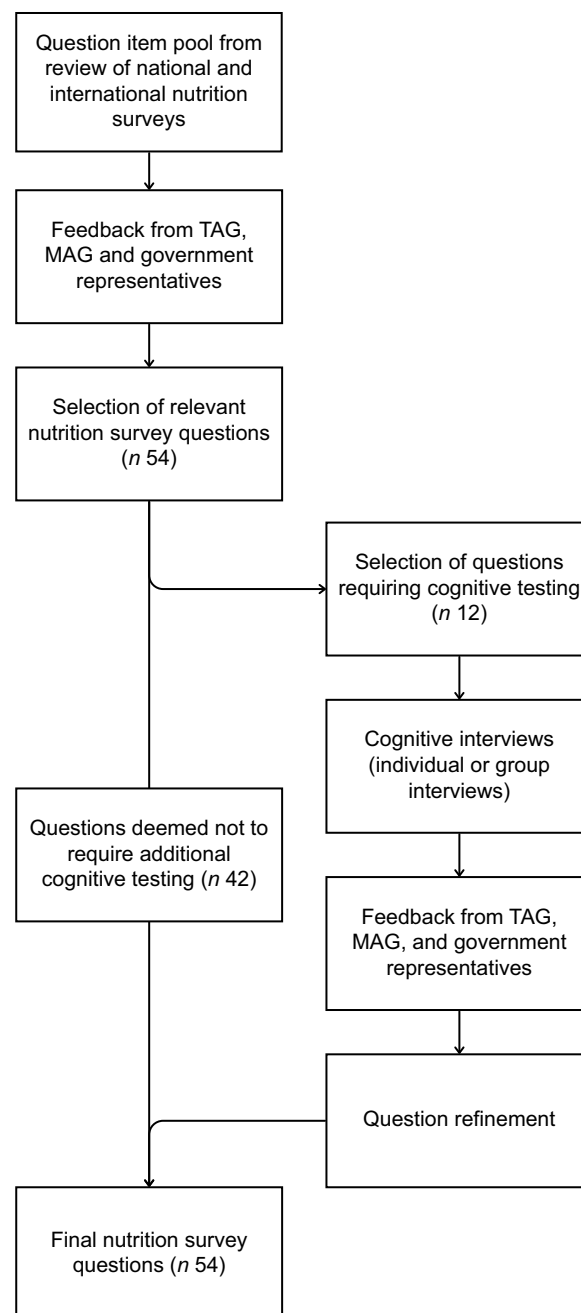 Question item pool from
review of national and
international nutrition
surveys
Feedback from TAG,
MAG and government
representatives
Selection of relevant
nutrition survey questions
(n 54)
Selection of questions
requiring cognitive testing
(n 12)
Cognitive interviews
(individual or group
interviews)
Questions deemed not to
require additional
cognitive testing (n 42)
Feedback from TAG,
MAG, and government
representatives
Question refinement
Final nutrition survey
questions (n 54)